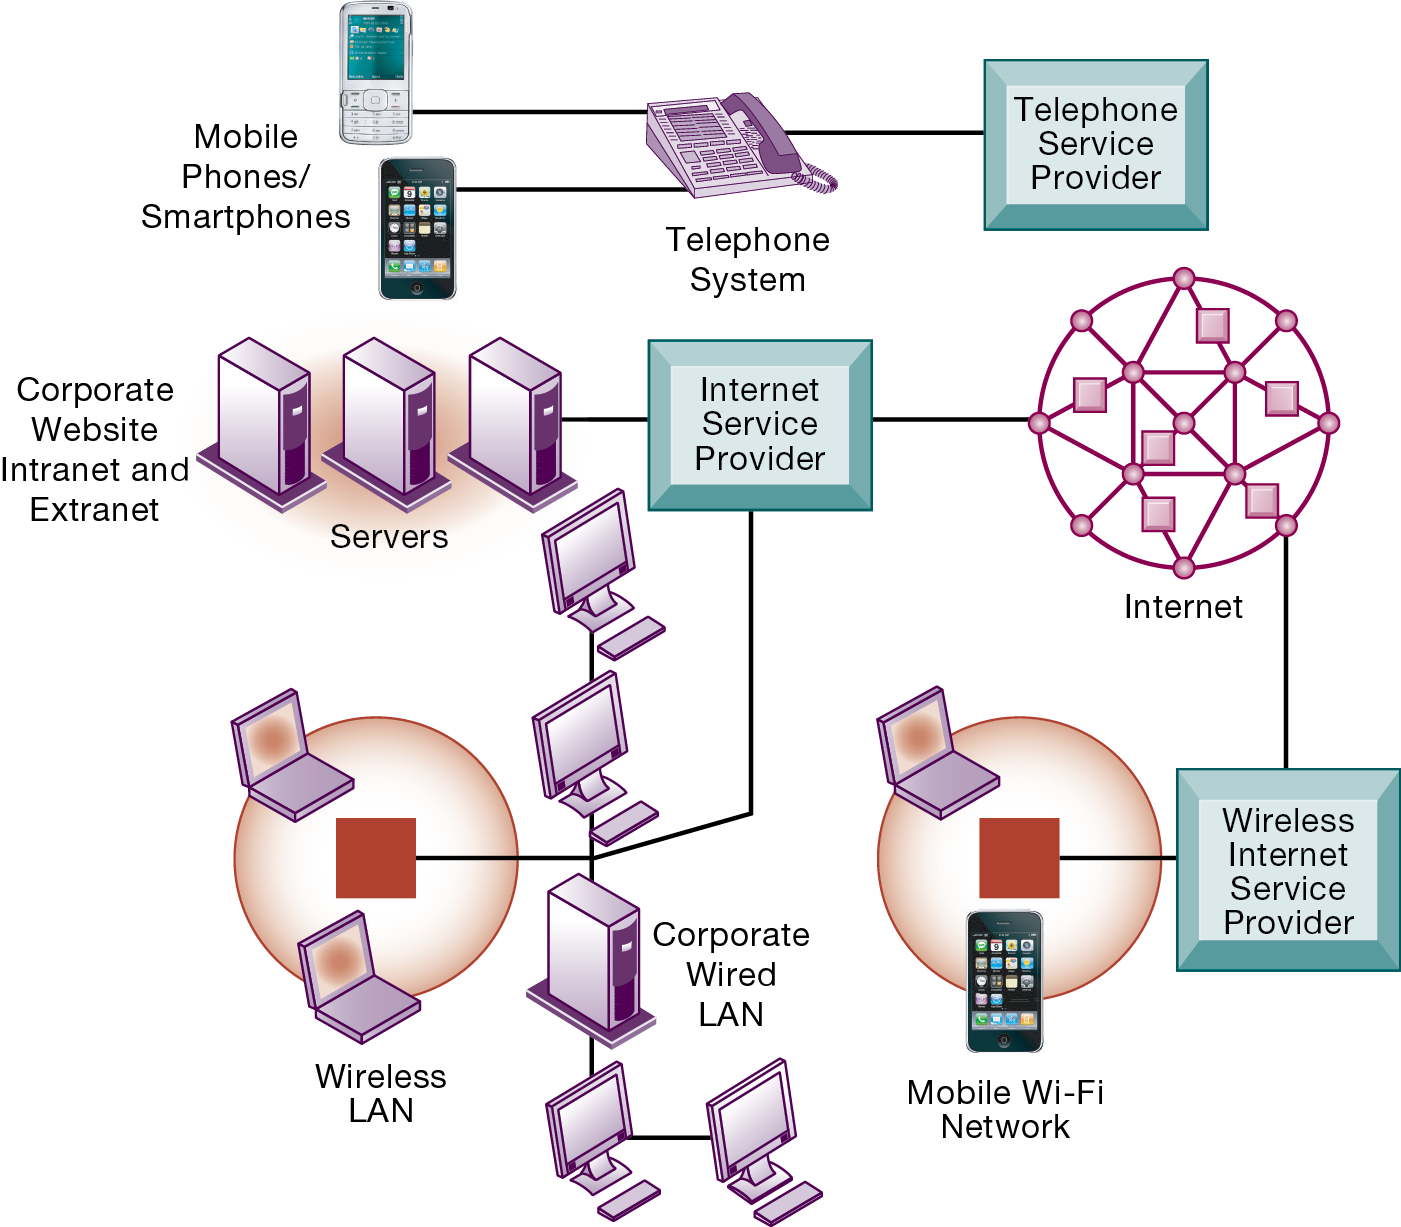 Mobile
Phones/
Smartphones
Telephone
System
Telephone
Service
Provider
Corporate
Website
Intranet and
Extranet
Servers
Internet
Service
Provider
Internet
Wireless
LAN
Corporate
Wired
LAN
Wireless
Internet
Service
Provider
Mobile Wi-Fi
Network